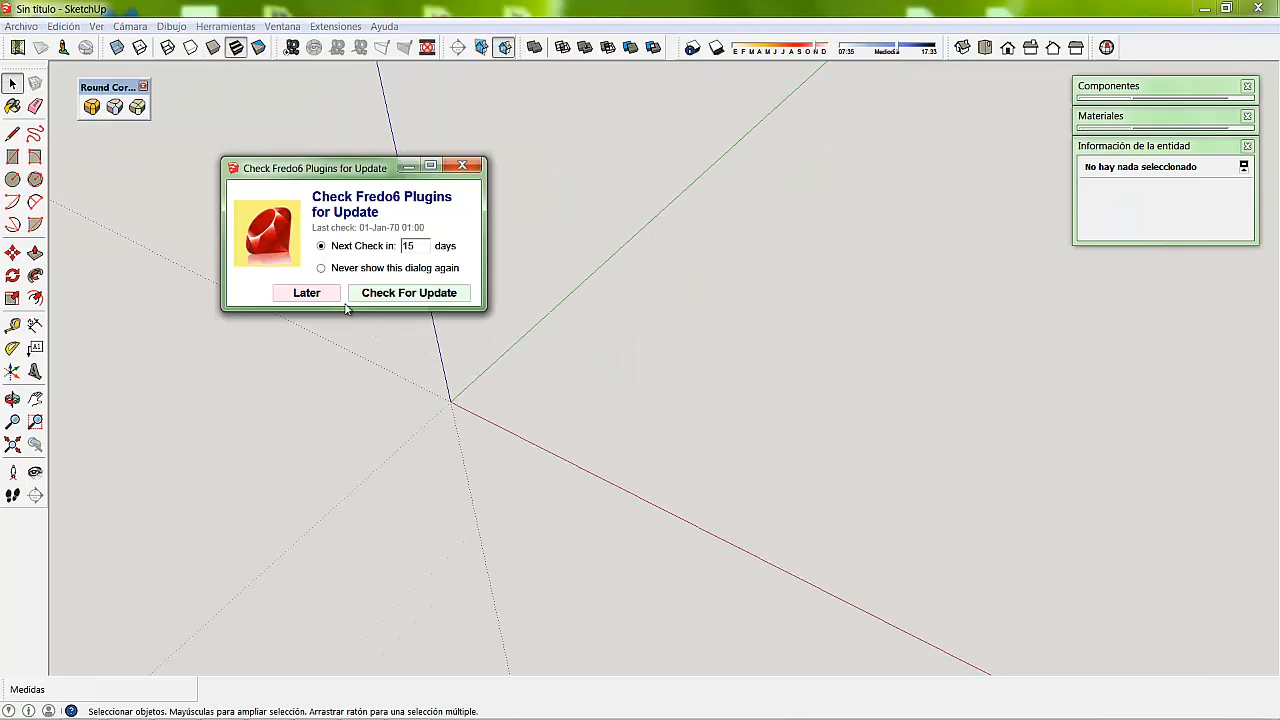 Sin título - SketchUp
Archivo Edición Ver Cámara Dibujo Herramientas Ventana Extensiones Ayuda
E F M A M J J A S O N D 07:35 Mediodía 17:33
Round Cor...
Componentes
Materiales
Información de la entidad
No hay nada seleccionado
Check Fredo6 Plugins for Update
Check Fredo6 Plugins
for Update
Last check: 01-Jan-70 01:00
Next Check in: 15 days
Never show this dialog again
Later Check For Update
A1
Medidas
Seleccionar objetos. Mayúsculas para ampliar selección. Arrastrar ratón para una selección múltiple.